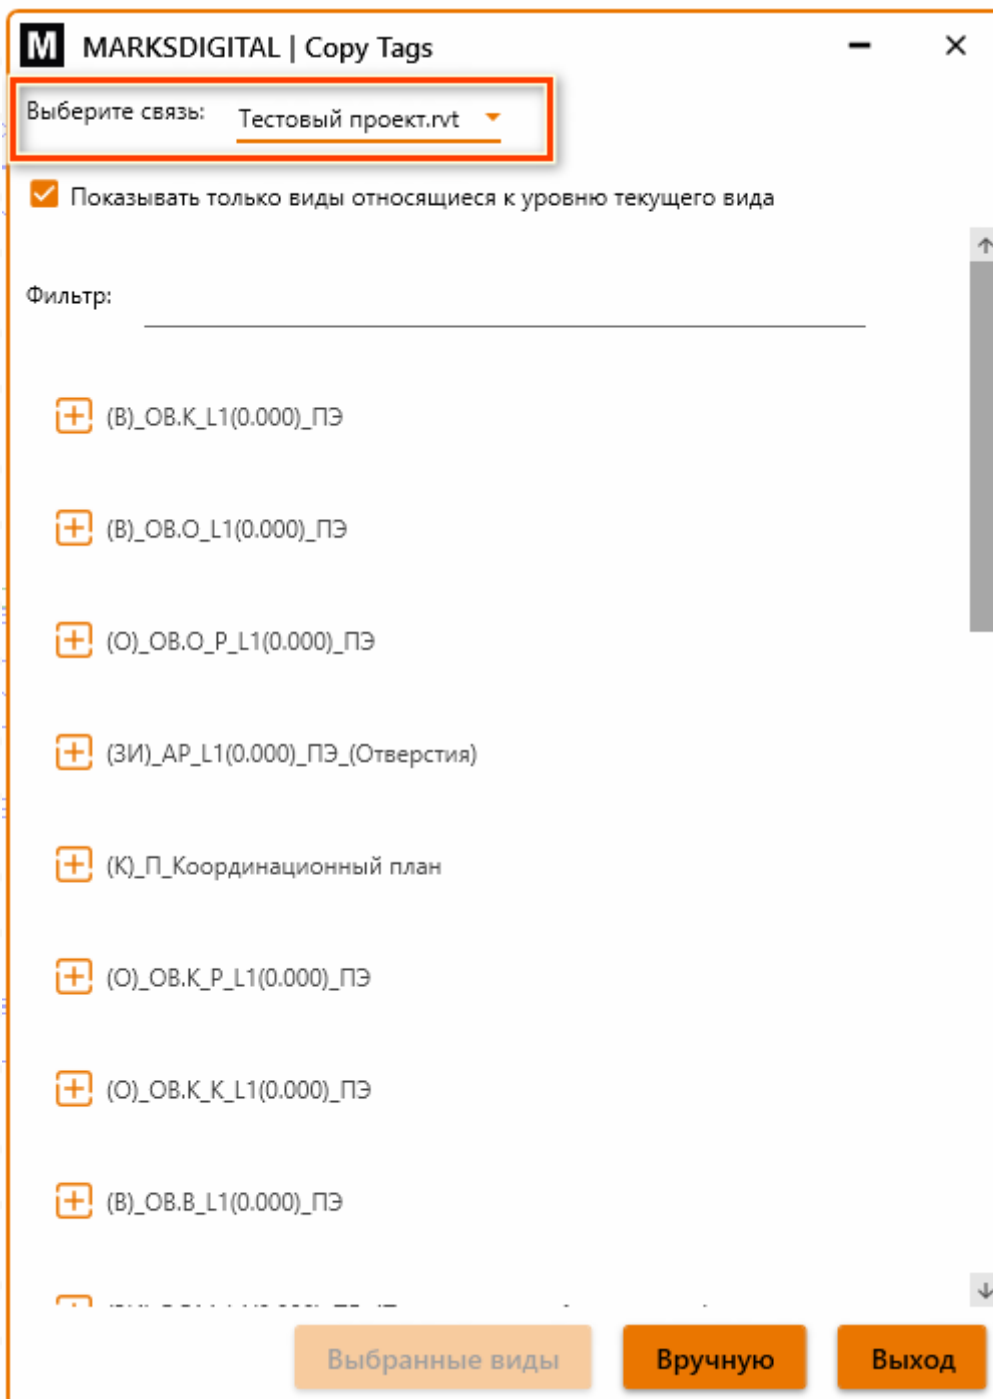 M MARKSDIGITAL | Copy Tags
Выберите связь: Тестовый проект.rvt
Показывать только виды относящиеся к уровню текущего вида
Фильтр:
(В)_ОВ.К_L1(0.000)_ПЭ
(В)_ОВ.О_L1(0.000)_ПЭ
(О)_ОВ.О_Р_L1(0.000)_ПЭ
(ЗИ)_АР_L1(0.000)_ПЭ_(Отверстия)
(К)_П_Координационный план
(О)_ОВ.К_Р_L1(0.000)_ПЭ
(О)_ОВ.К_К_L1(0.000)_ПЭ
(В)_ОВ.В_L1(0.000)_ПЭ
Выбранные виды Вручную Выход